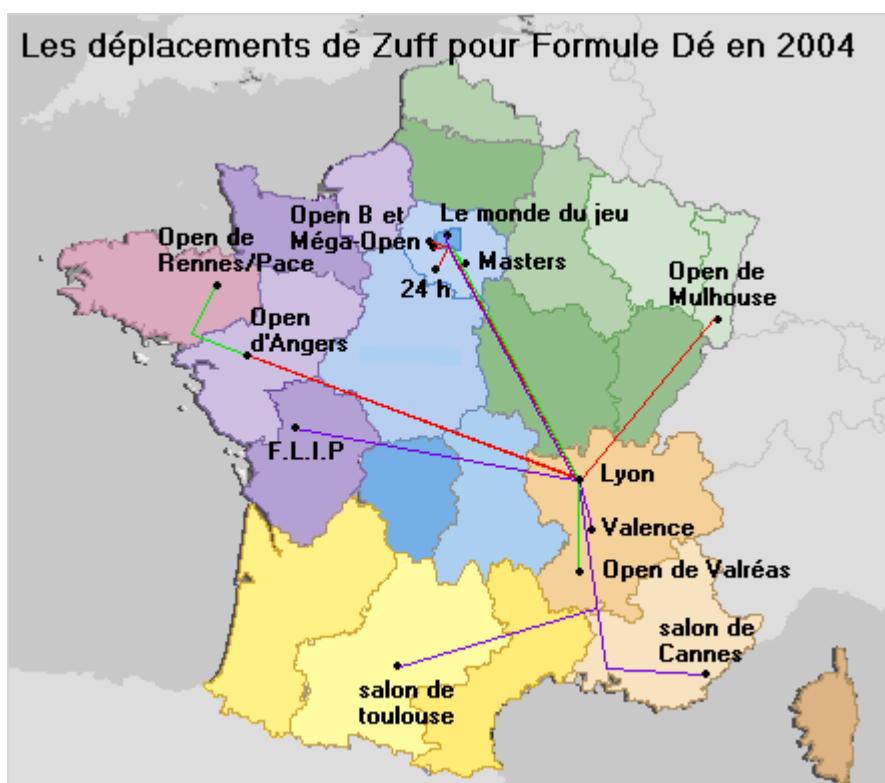 Les déplacements de Zuff pour Formule Dé en 2004
Open B et
Méga-Open
Le monde du jeu
Open de
Rennes/Pace
Masters
24 h
Open de
Mulhouse
Open
d'Angers
F.L.I.P
Lyon
Valence
Open de Valréas
salon de
Cannes
salon de
toulouse